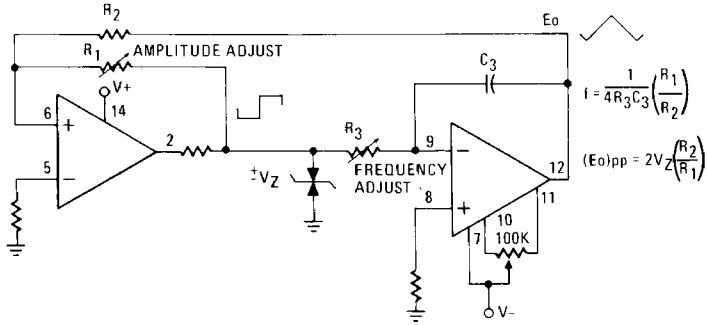 R2
Eo
R1 AMPLITUDE ADJUST
C3
V+
14
6
+
5
−
2
±VZ
R3
FREQUENCY
ADJUST
9
−
8
+
12
11
10
7
100K
V−
f = 1/4R3C3 (R1/R2)
(Eo)pp = 2VZ(R2/R1)